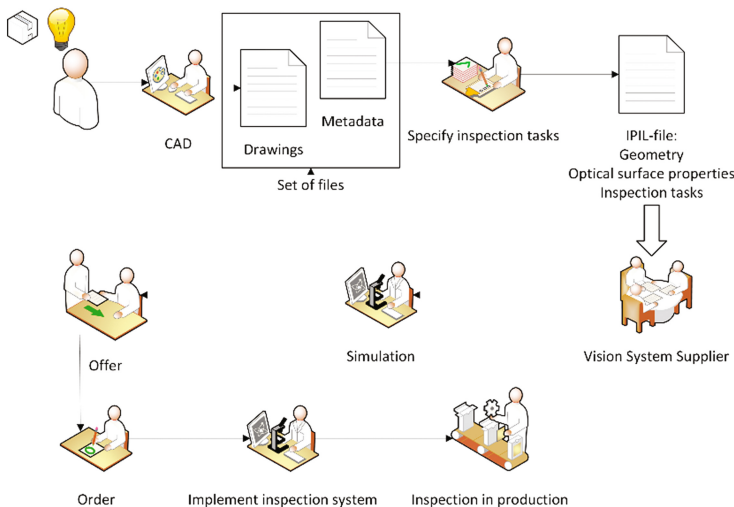 CAD
Drawings
Metadata
Set of files
Specify inspection tasks
IPIL-file:
Geometry
Optical surface properties
Inspection tasks
Offer
Simulation
Vision System Supplier
Order
Implement inspection system
Inspection in production